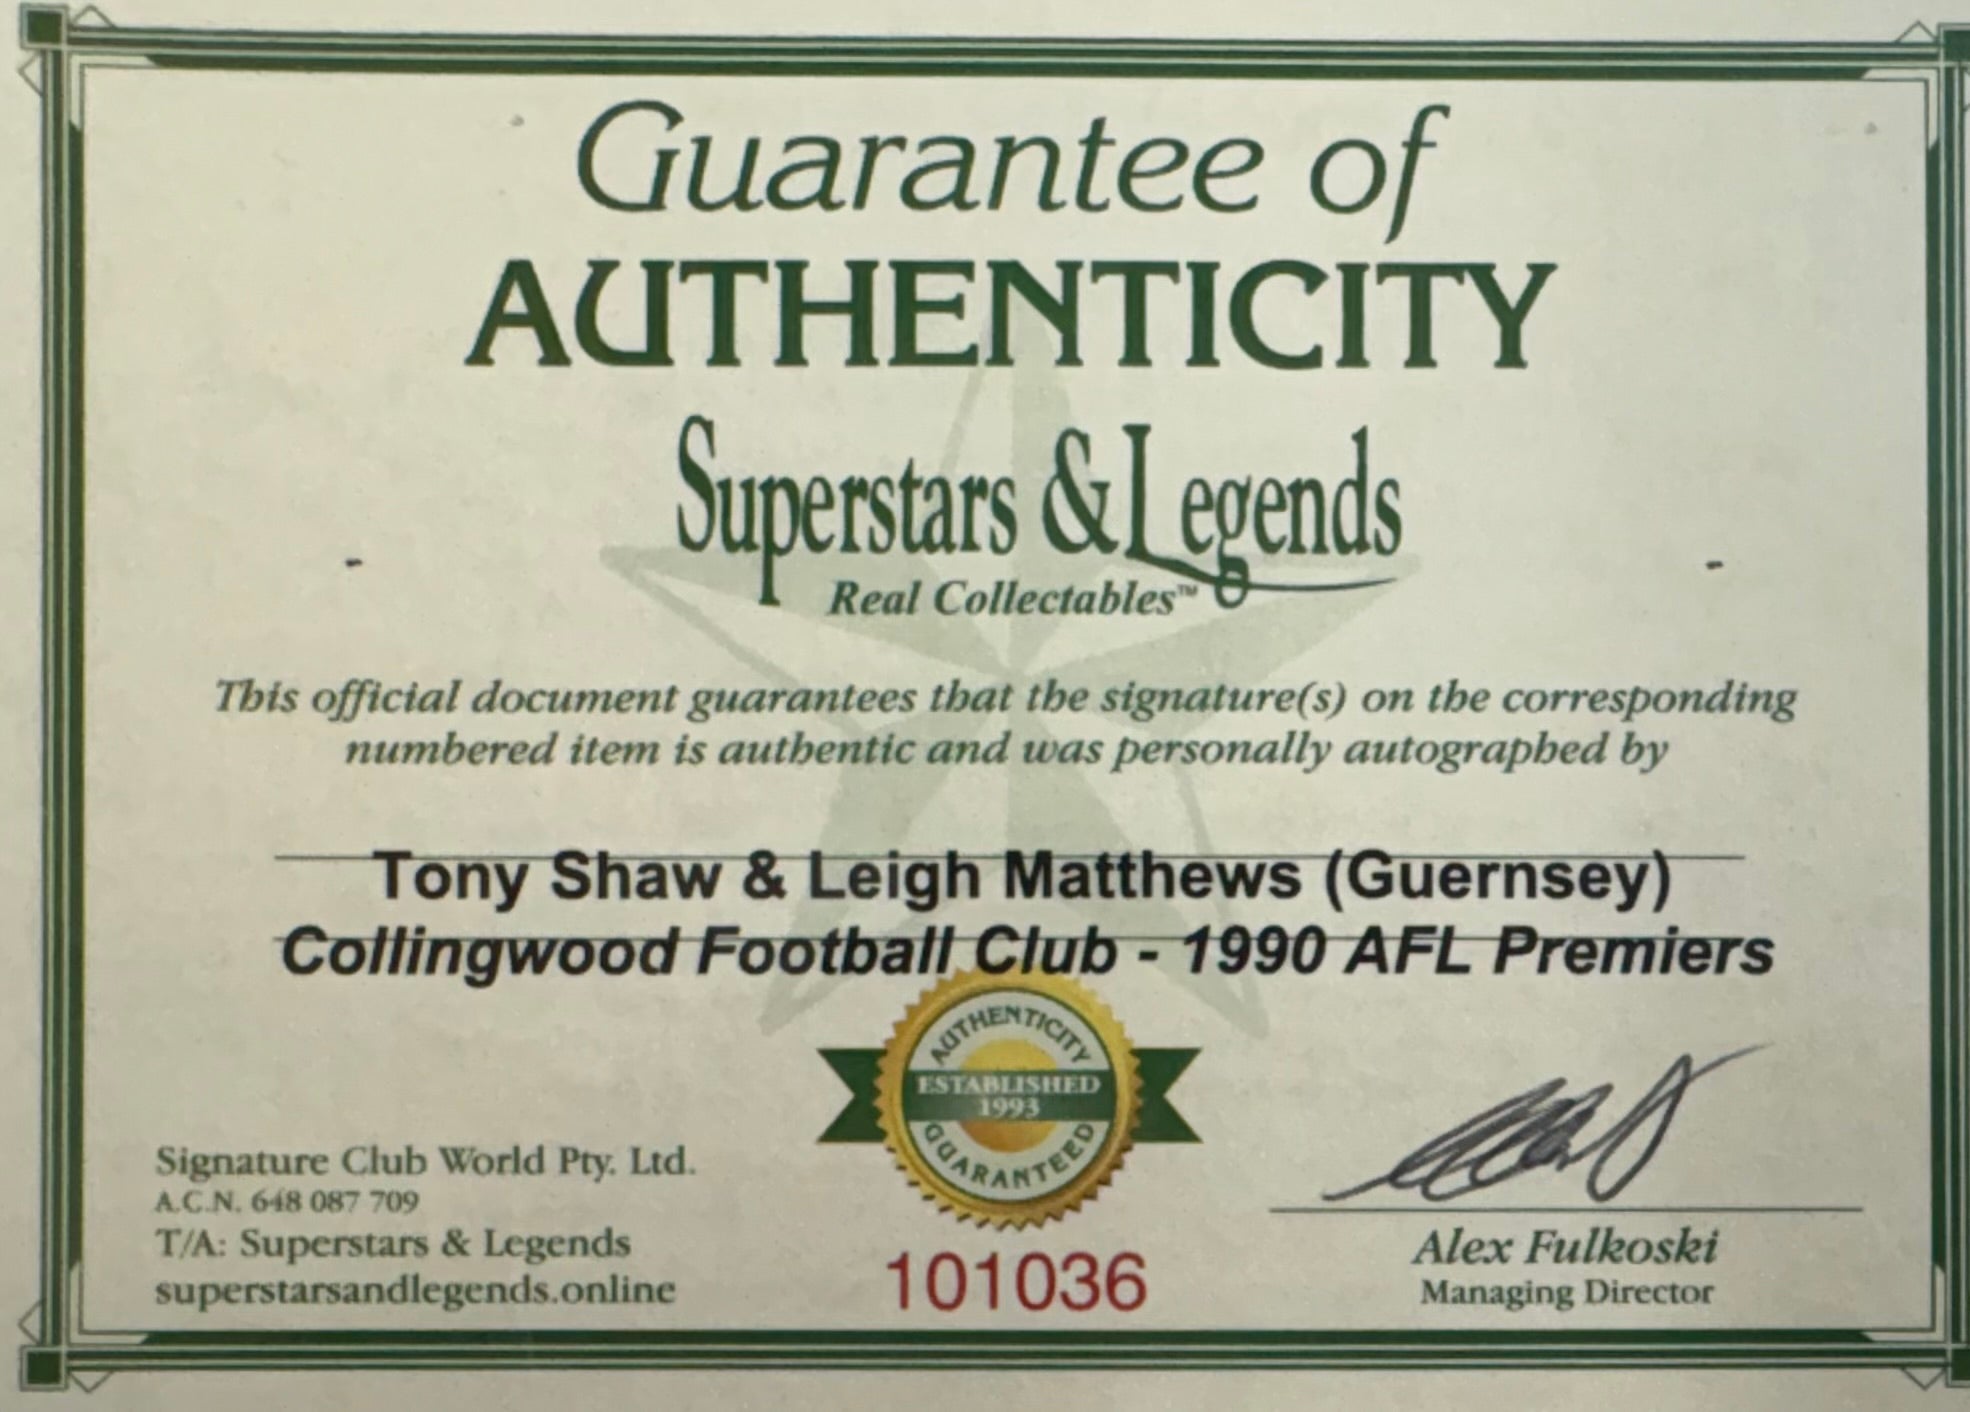 Guarantee of
AUTHENTICITY
Superstars & Legends
Real Collectables™
This official document guarantees that the signature(s) on the corresponding
numbered item is authentic and was personally autographed by
Tony Shaw & Leigh Matthews (Guernsey)
Collingwood Football Club - 1990 AFL Premiers
AUTHENTICITY
ESTABLISHED
1993
GUARANTEED
Signature Club World Pty. Ltd.
A.C.N. 648 087 709
T/A: Superstars & Legends
superstarsandlegends.online
101036
Alex Fulkoski
Managing Director